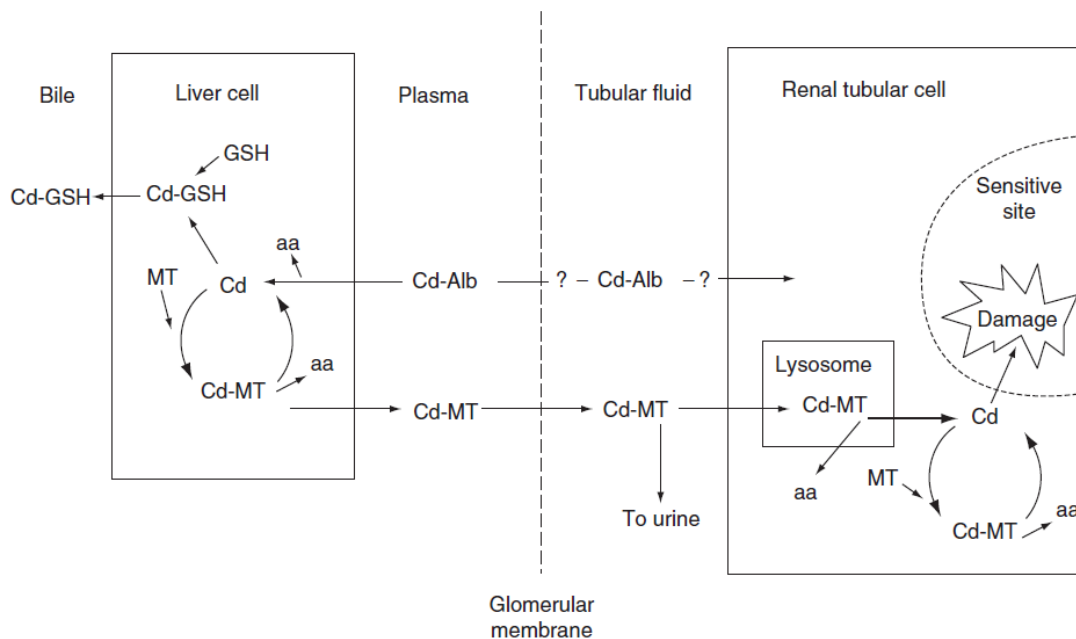 Bile
Liver cell
Plasma
Tubular fluid
Renal tubular cell
GSH
Cd-GSH
Cd-GSH
Sensitive
site
aa
MT
Cd
Cd-Alb
? – Cd-Alb – ?
Damage
aa
Cd-MT
Cd-MT
Cd-MT
Lysosome
Cd-MT
Cd
aa
MT
aa
Cd-MT
To urine
Glomerular
membrane